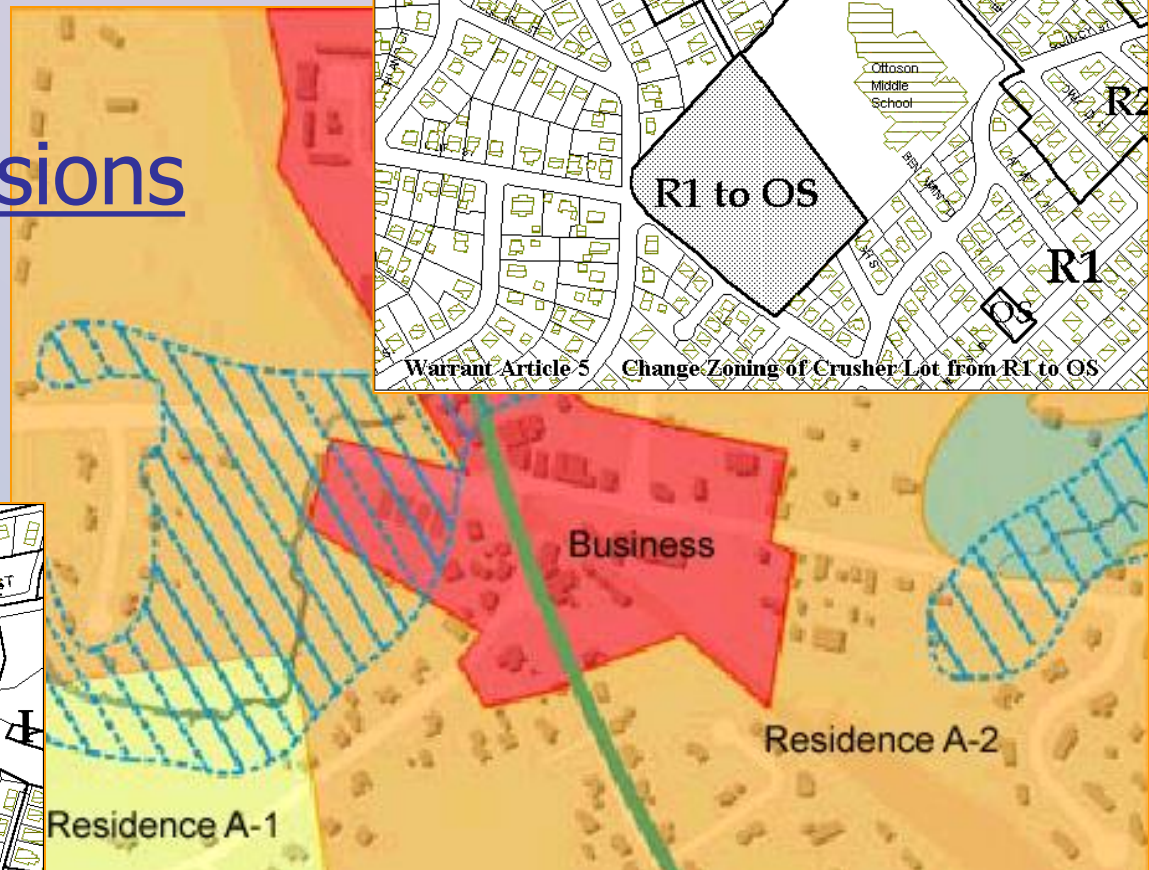 sions
Ottoson
Middle
School
R2
R1 to OS
R1
OS
Warrant Article 5 Change Zoning of Crusher Lot from R1 to OS
Business
Residence A-2
I
Residence A-1